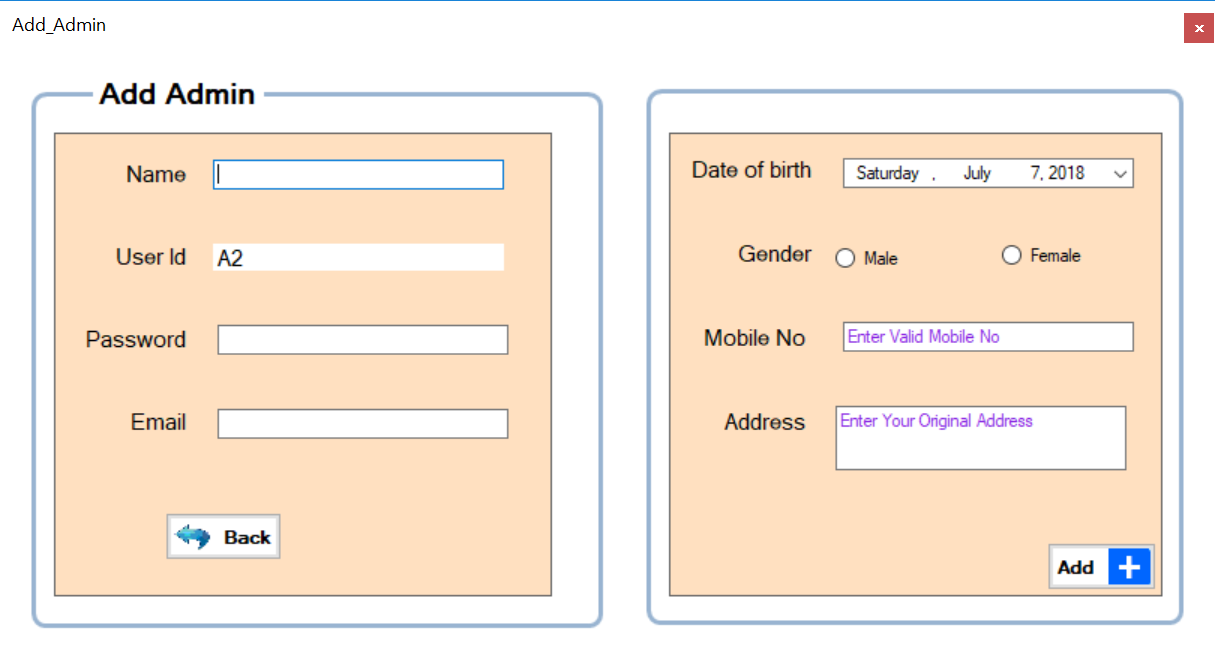 Add_Admin
Add Admin
Name
User Id A2
Password
Email
Back
Date of birth Saturday , July 7, 2018
Gender Male Female
Mobile No Enter Valid Mobile No
Address Enter Your Original Address
Add